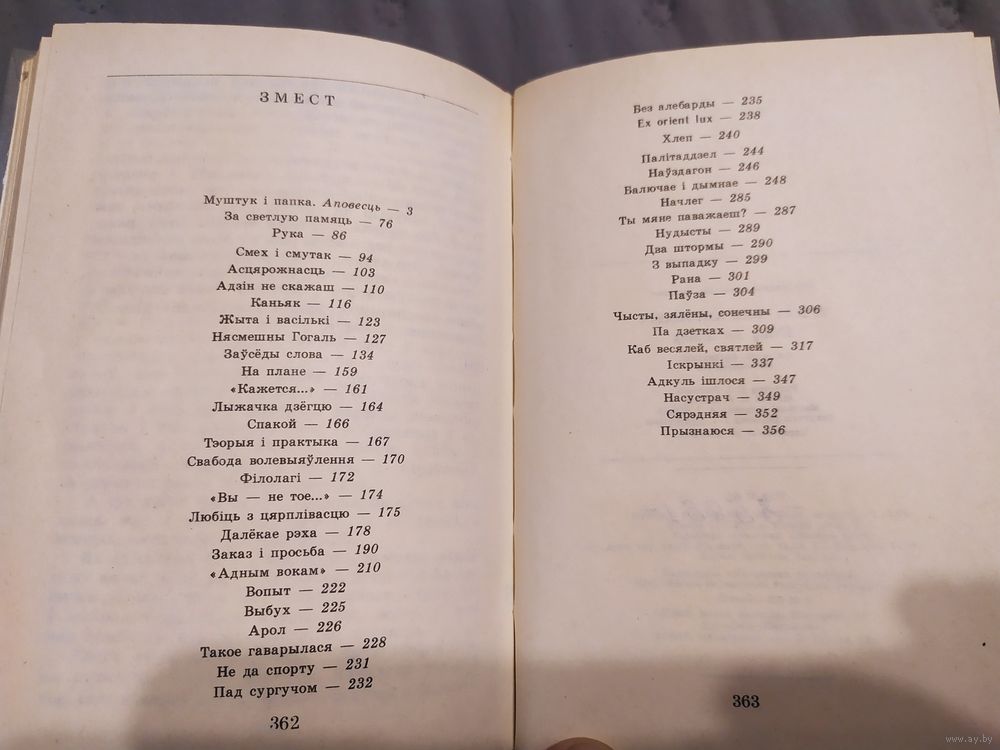 ЗМЕСТ
Муштук і папка. Аповесць — 3
За светлую памяць — 76
Рука — 86
Смех і смутак — 94
Асцярожнасць — 103
Адзін не скажаш — 110
Каньяк — 116
Жыта і васількі — 123
Нясмешны Гогаль — 127
Заўсёды слова — 134
На плане — 159
«Кажется...» — 161
Лыжачка дзёгцю — 164
Спакой — 166
Тэорыя і практыка — 167
Свабода волевыяўлення — 170
Філолагі — 172
«Вы — не тое...» — 174
Любіць з цярплівасцю — 175
Далёкае рэха — 178
Заказ і просьба — 190
«Адным вокам» — 210
Вопыт — 222
Выбух — 225
Арол — 226
Такое гаварылася — 228
Не да спорту — 231
Пад сургучом — 232
362
Без алебарды — 235
Ex orient lux — 238
Хлеп — 240
Палітаддзел — 244
Наўздагон — 246
Валючае і дымнае — 248
Начлег — 285
Ты мяне паважаеш? — 287
Нудысты — 289
Два штормы — 290
З выпадку — 299
Рана — 301
Паўза — 304
Чысты, зялёны, сонечны — 306
Па дзетках — 309
Каб весялей, святлей — 317
Іскрынкі — 337
Адкуль ішлося — 347
Насустрач — 349
Сярэдняя — 352
Прызнаюся — 356
363
www.ay.by